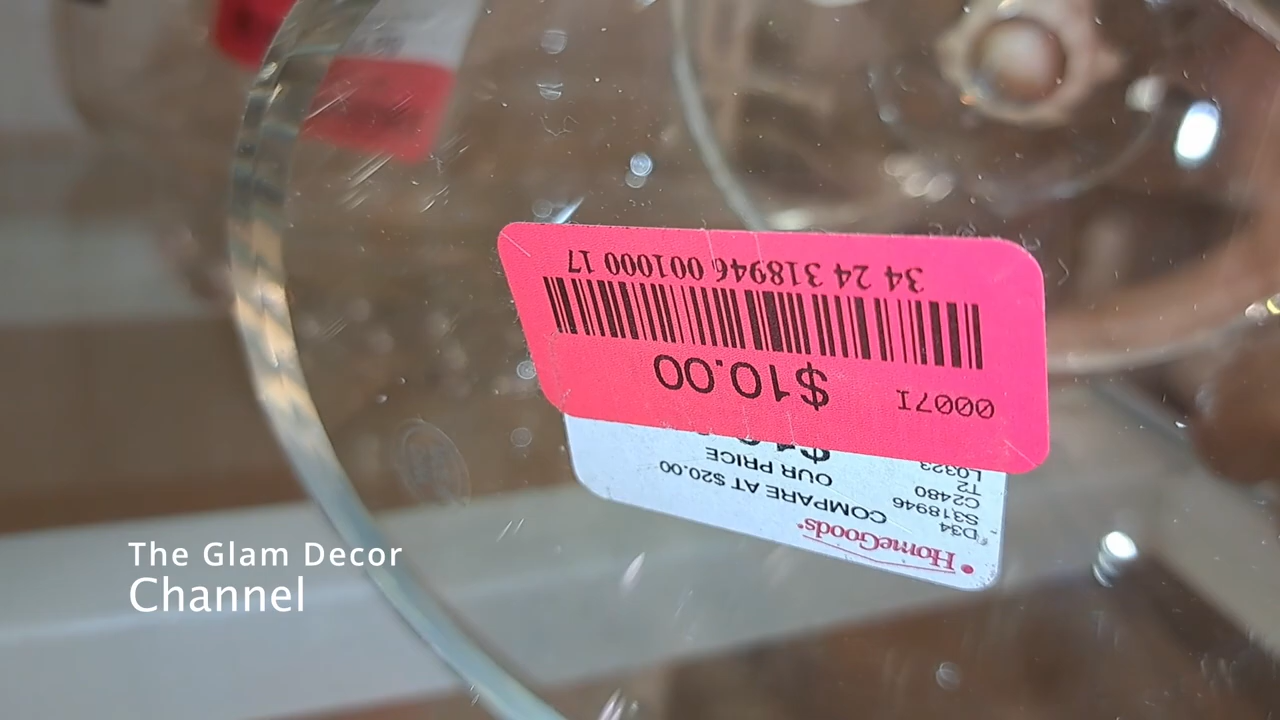 HomeGoods
COMPARE AT $20.00
OUR PRICE
D34
S318946
C2480
T2
L0323
00071
$10.00
34 24 318946 001000 17
The Glam Decor
Channel